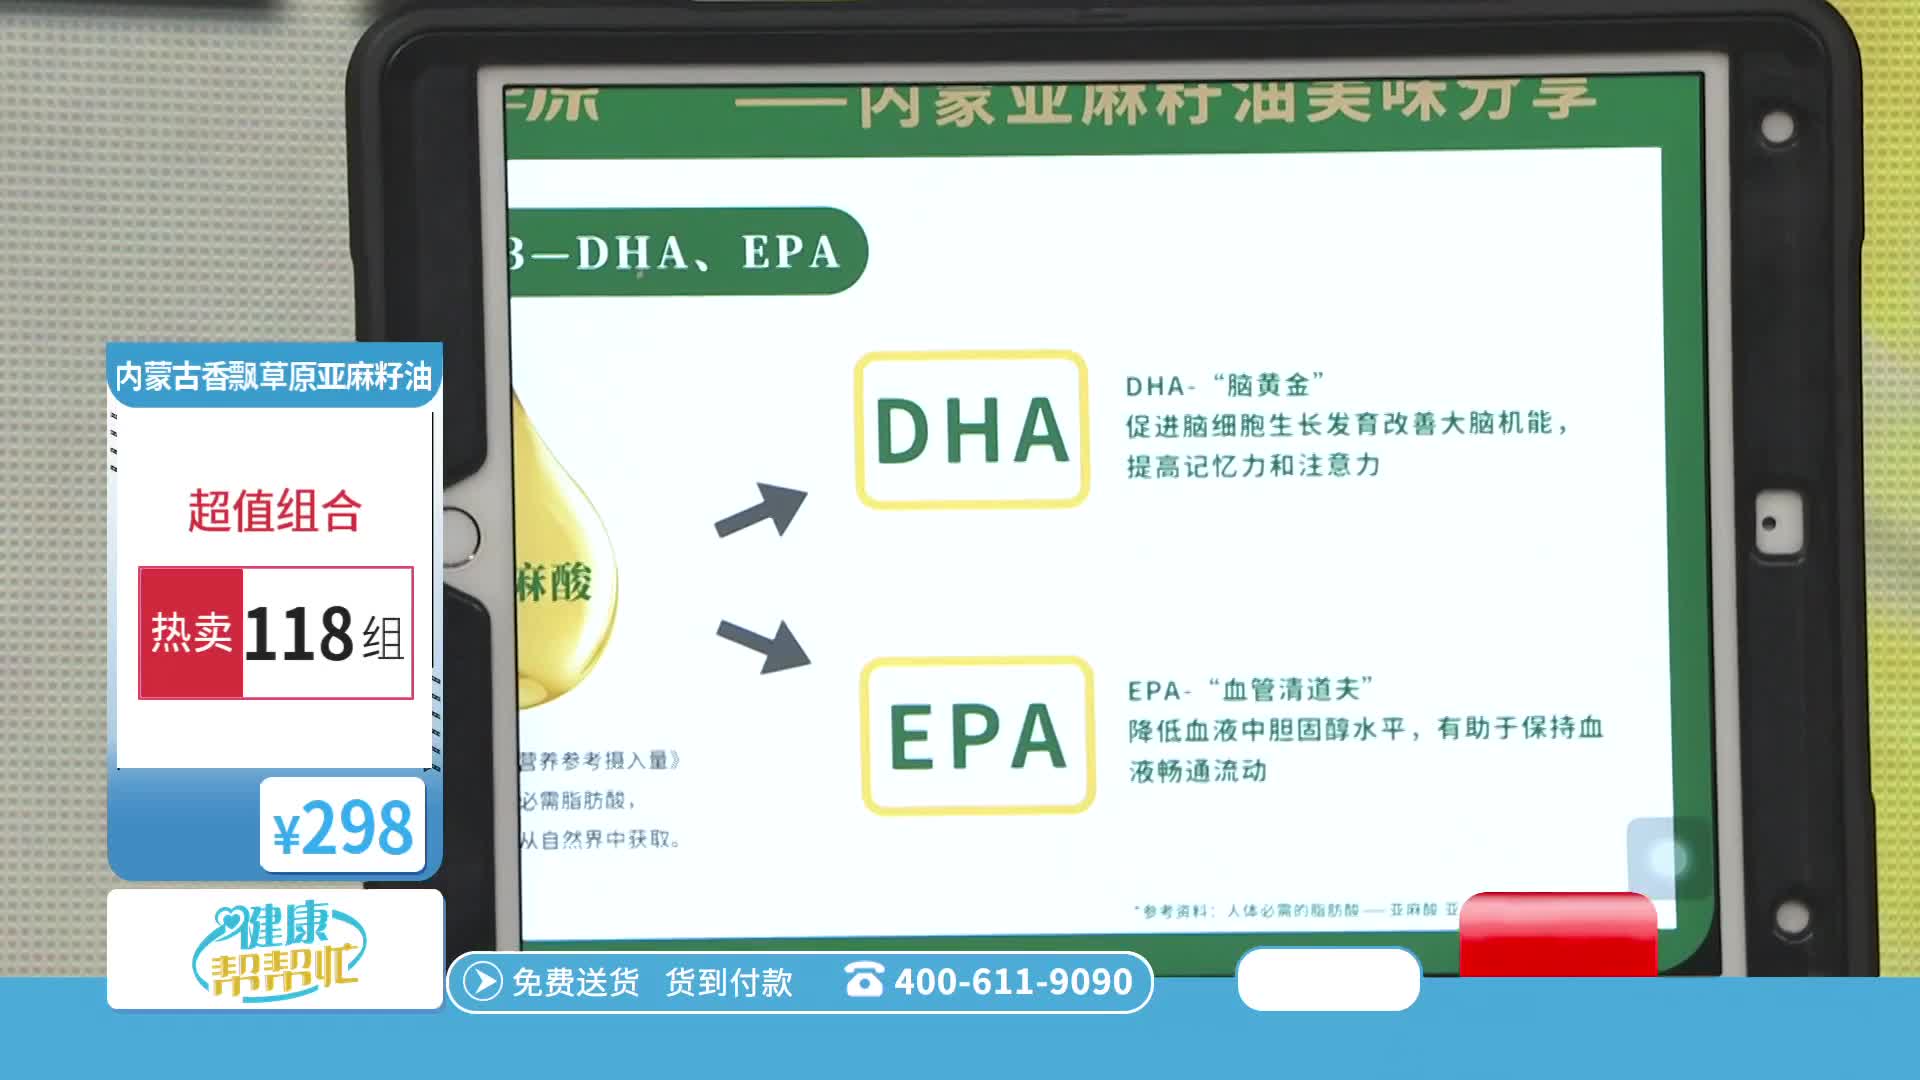 ——内蒙亚麻籽油美味分享
3—DHA、EPA
DHA
DHA-“脑黄金”
促进脑细胞生长发育改善大脑机能，
提高记忆力和注意力
麻酸
EPA
EPA-“血管清道夫”
降低血液中胆固醇水平，有助于保持血
液畅通流动
营养参考摄入量》
必需脂肪酸，
从自然界中获取。
*参考资料：人体必需的脂肪酸——亚麻酸
内蒙古香飘草原亚麻籽油
超值组合
热卖118组
¥298
健康
帮帮忙
免费送货 货到付款 400-611-9090